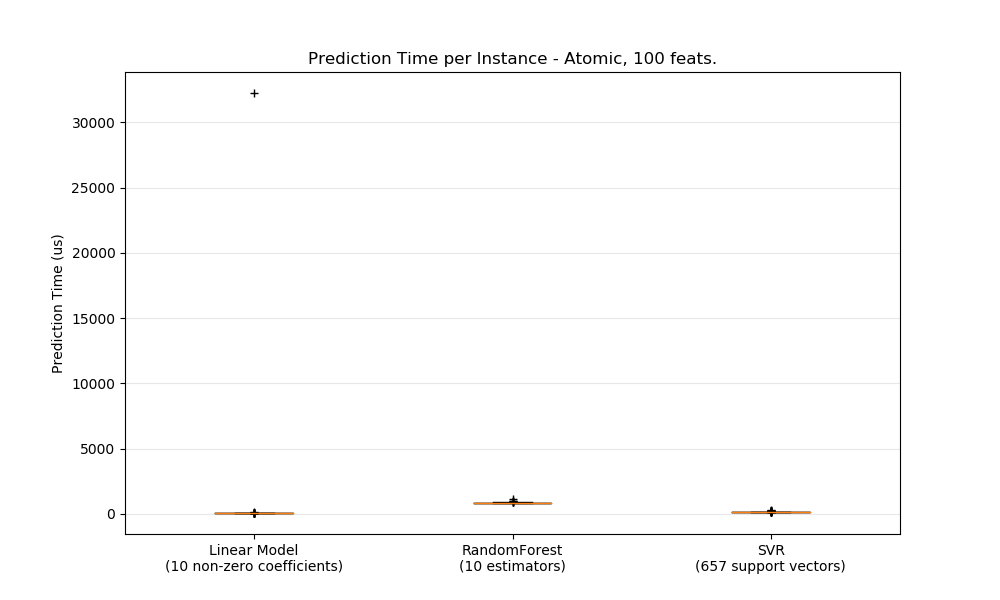 Prediction Time per Instance - Atomic, 100 feats.
Prediction Time (us)
30000
25000
20000
15000
10000
5000
0
Linear Model
(10 non-zero coefficients)
RandomForest
(10 estimators)
SVR
(657 support vectors)